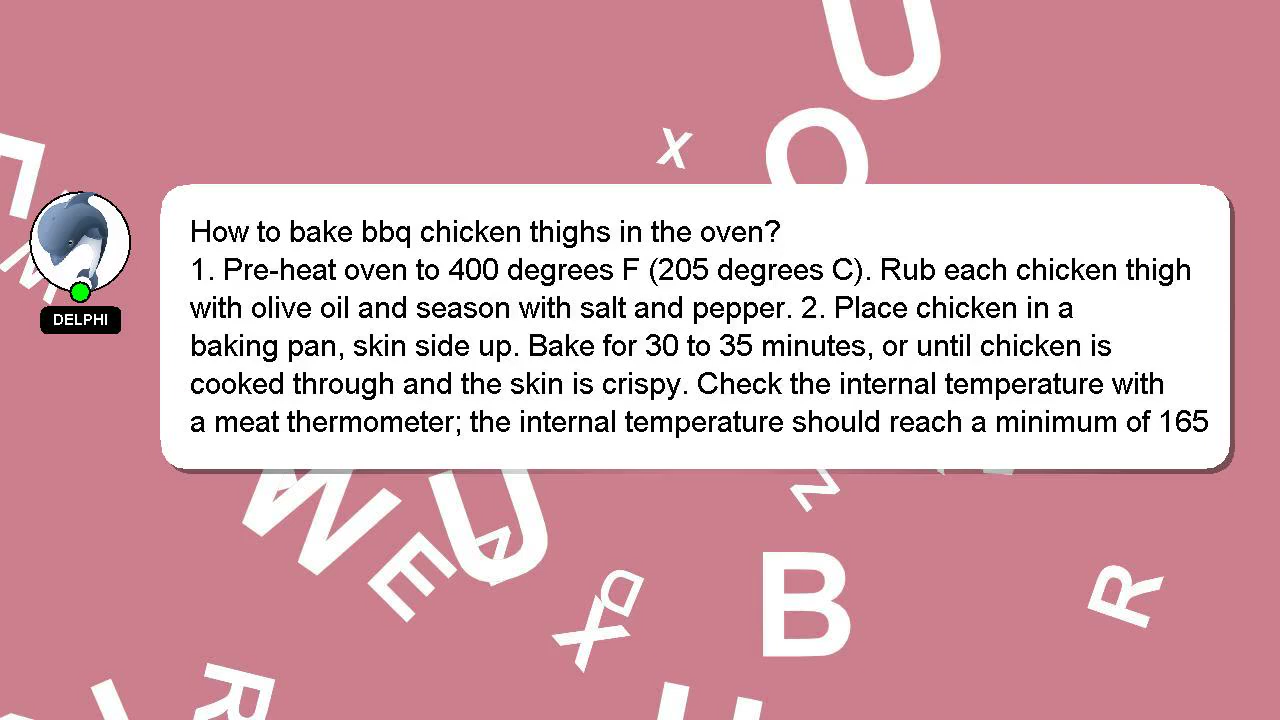 How to bake bbq chicken thighs in the oven?
1. Pre-heat oven to 400 degrees F (205 degrees C). Rub each chicken thigh
with olive oil and season with salt and pepper. 2. Place chicken in a
baking pan, skin side up. Bake for 30 to 35 minutes, or until chicken is
cooked through and the skin is crispy. Check the internal temperature with
a meat thermometer; the internal temperature should reach a minimum of 165
DELPHI
U
X
O
M
W
E
U
Z
D
X
B
R
R